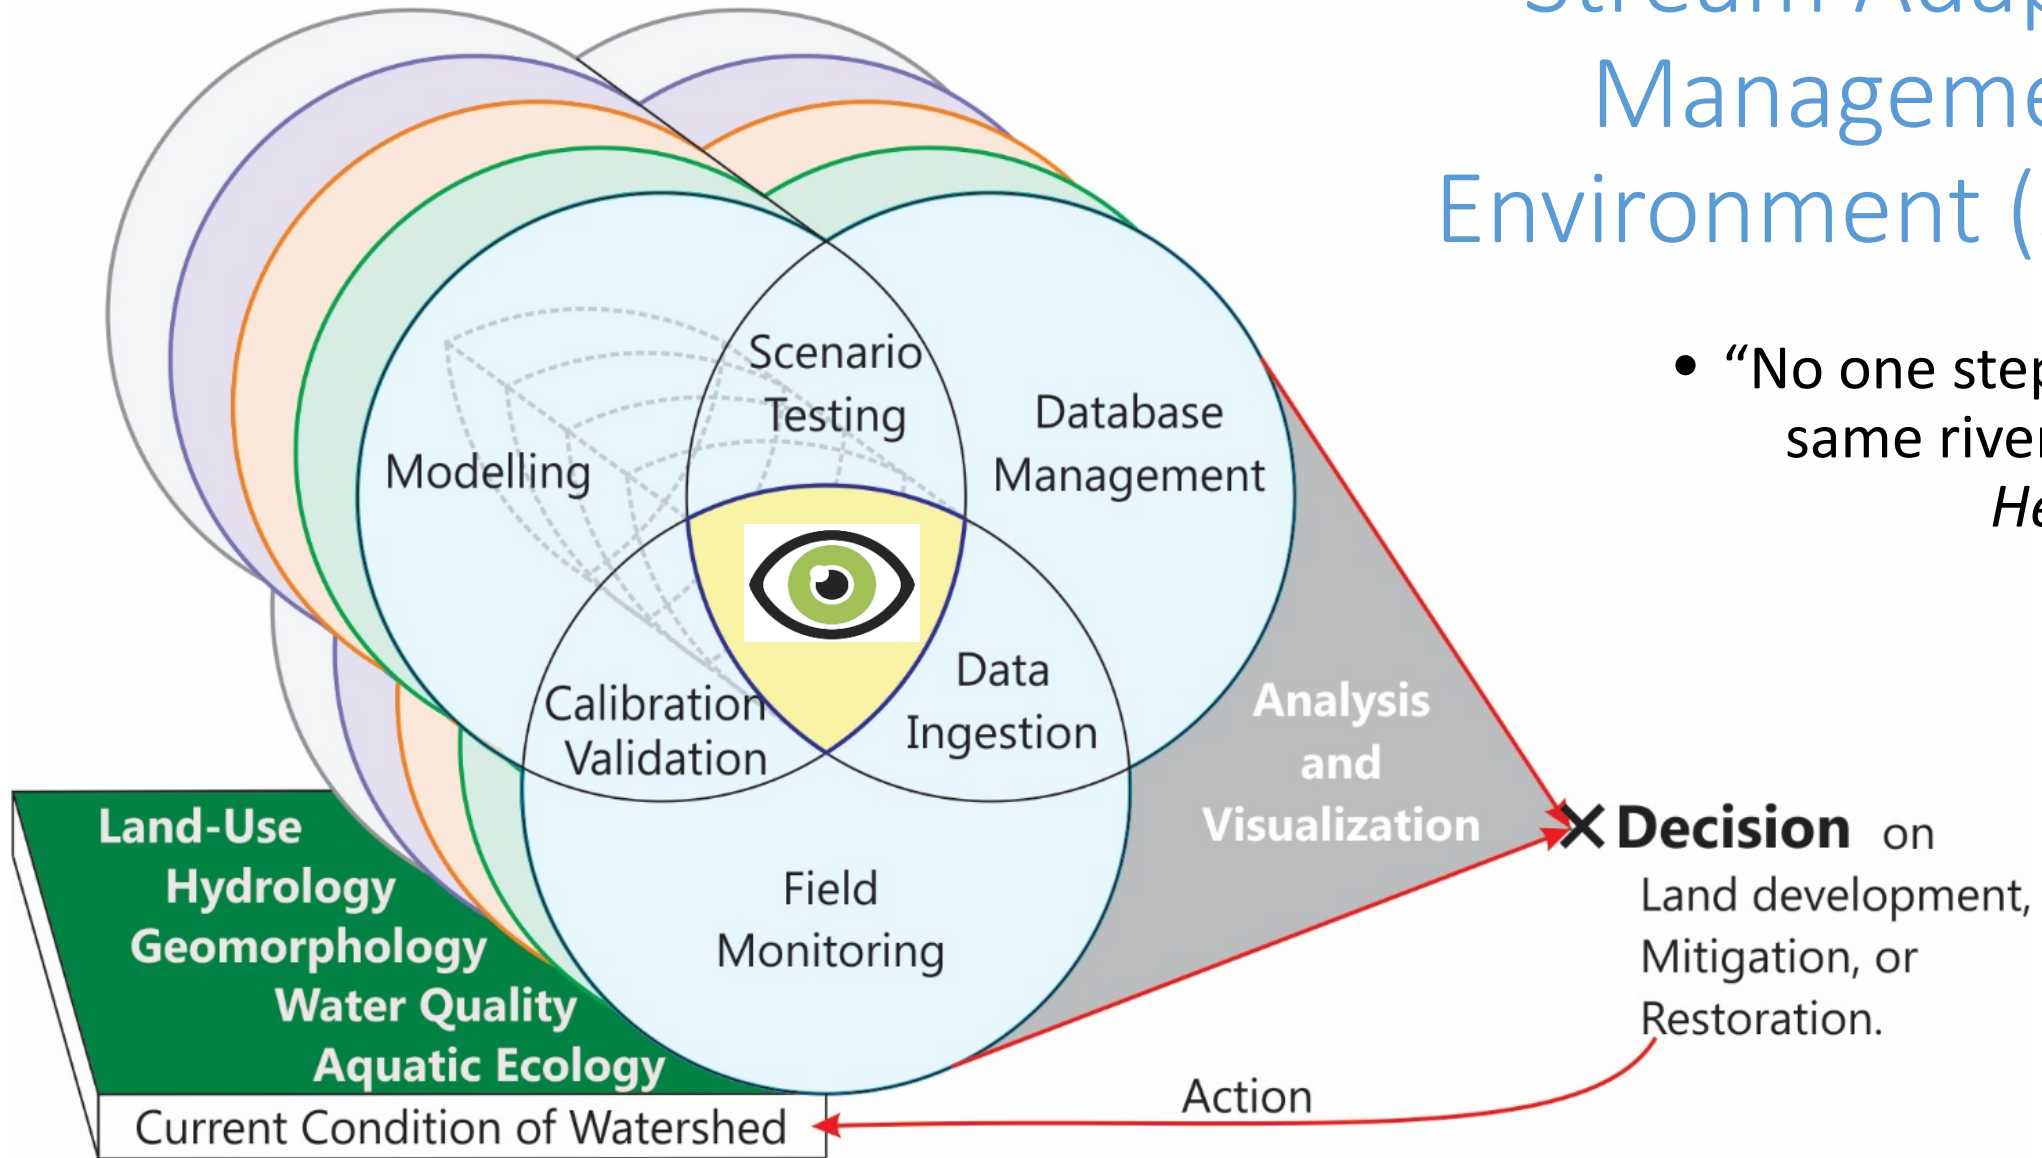 Management
Environment (
• “No one step
same river
Scenario
Testing
Database
Management
Modelling
Data
Ingestion
Calibration
Validation
Analysis
and
Visualization
Field
Monitoring
Land-Use
Hydrology
Geomorphology
Water Quality
Aquatic Ecology
Current Condition of Watershed
Decision on
Land development,
Mitigation, or
Restoration.
Action